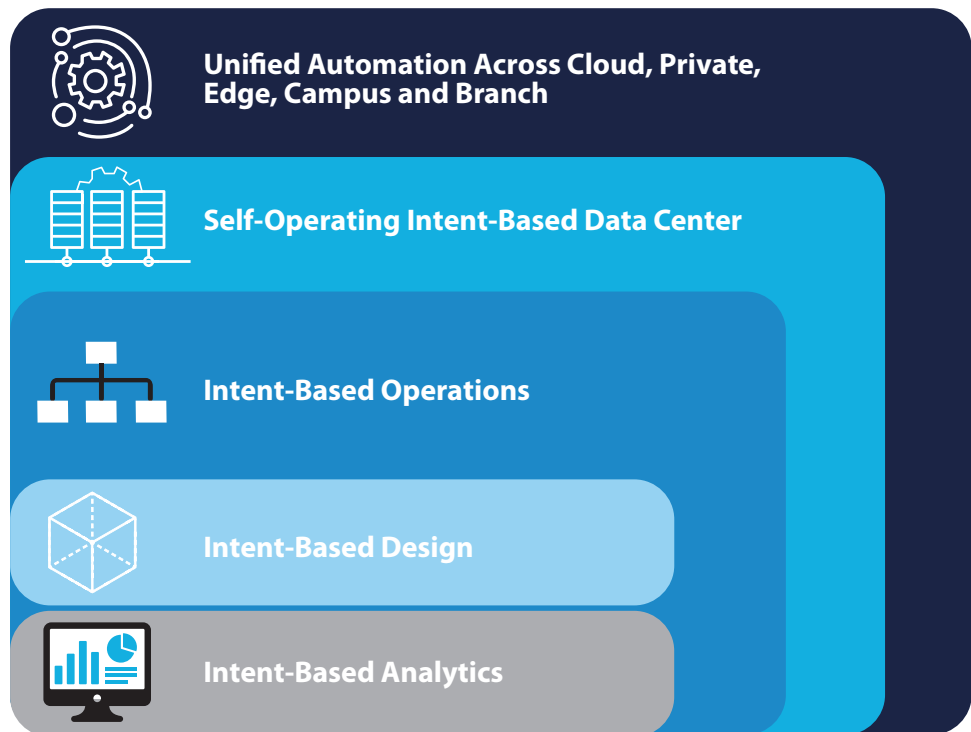 Unified Automation Across Cloud, Private,
Edge, Campus and Branch
Self-Operating Intent-Based Data Center
Intent-Based Operations
Intent-Based Design
Intent-Based Analytics